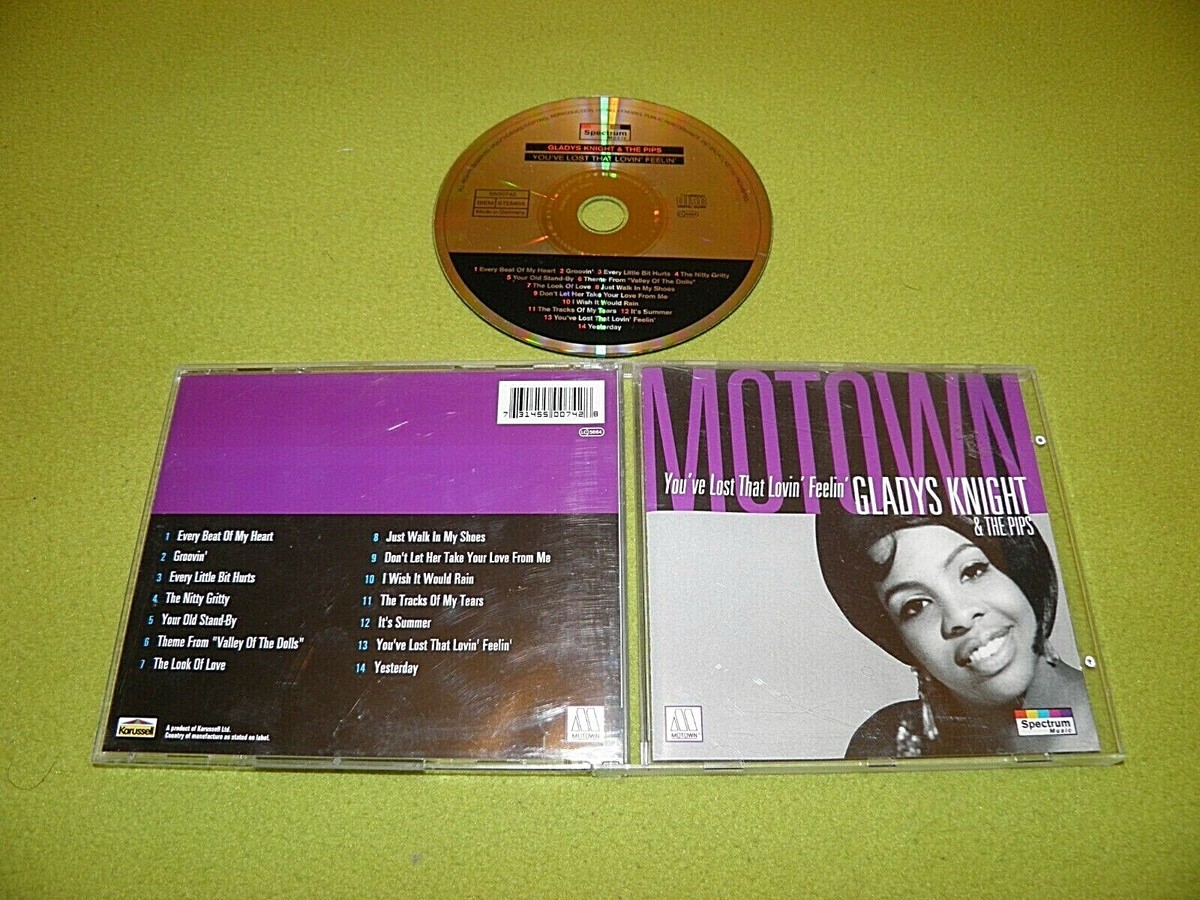 Spectrum
Music
GLADYS KNIGHT & THE PIPS
YOU'VE LOST THAT LOVIN' FEELIN'
BIEM/STEMRA
Made in Germany
1 Every Beat Of My Heart 2 Groovin' 3 Every Little Bit Hurts 4 The Nitty Gritty
5 Your Old Stand-By 6 Theme From "Valley Of The Dolls"
7 The Look Of Love 8 Just Walk In My Shoes
9 Don't Let Her Take Your Love From Me
10 I Wish It Would Rain
11 The Tracks Of My Tears 12 It's Summer
13 You've Lost That Lovin' Feelin'
14 Yesterday
7 31455 00742 8
LC 5064
1 Every Beat Of My Heart
2 Groovin'
3 Every Little Bit Hurts
4 The Nitty Gritty
5 Your Old Stand-By
6 Theme From "Valley Of The Dolls"
7 The Look Of Love
8 Just Walk In My Shoes
9 Don't Let Her Take Your Love From Me
10 I Wish It Would Rain
11 The Tracks Of My Tears
12 It's Summer
13 You've Lost That Lovin' Feelin'
14 Yesterday
Karussell
A product of Karussell Ltd.
Country of manufacture as stated on label.
MOTOWN
MOTOWN
You've Lost That Lovin' Feelin' GLADYS KNIGHT
& THE PIPS
MOTOWN
Spectrum
Music